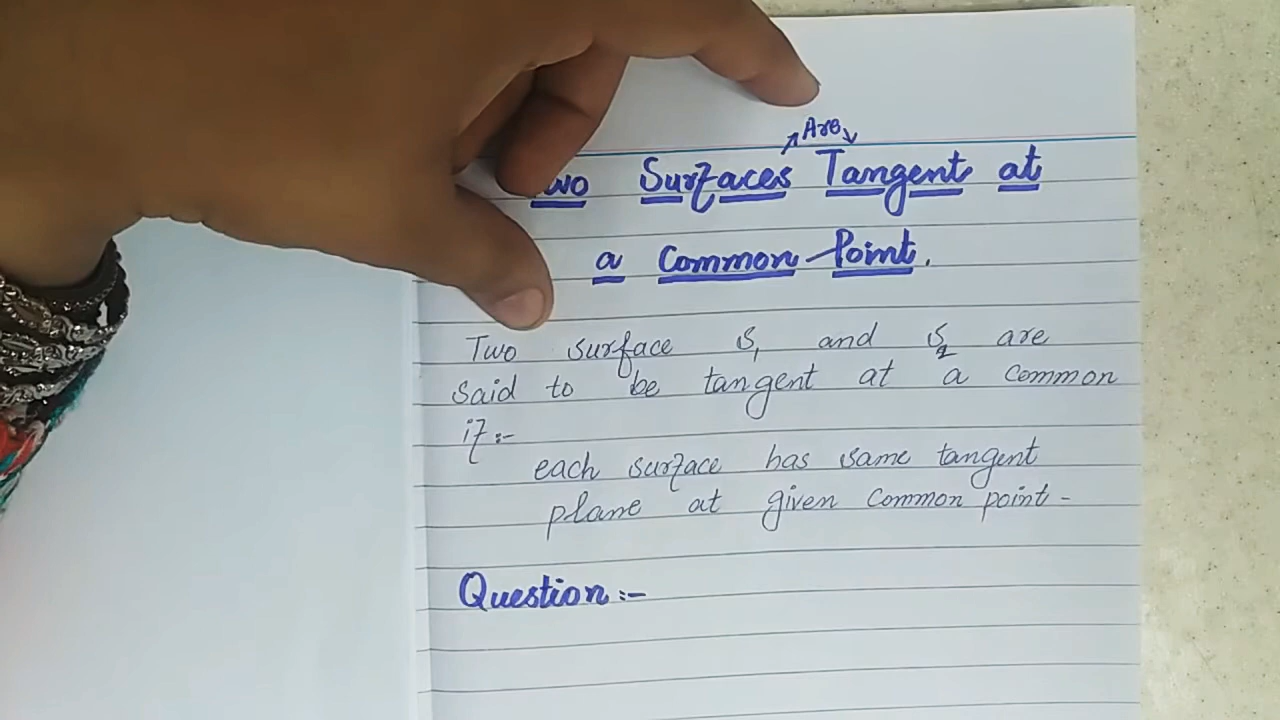 Are
Two Surfaces Tangent at
a Common Point.
Two surface S1 and S2 are
said to be tangent at a common
if :-
each surface has same tangent
plane at given common point -
Question :-